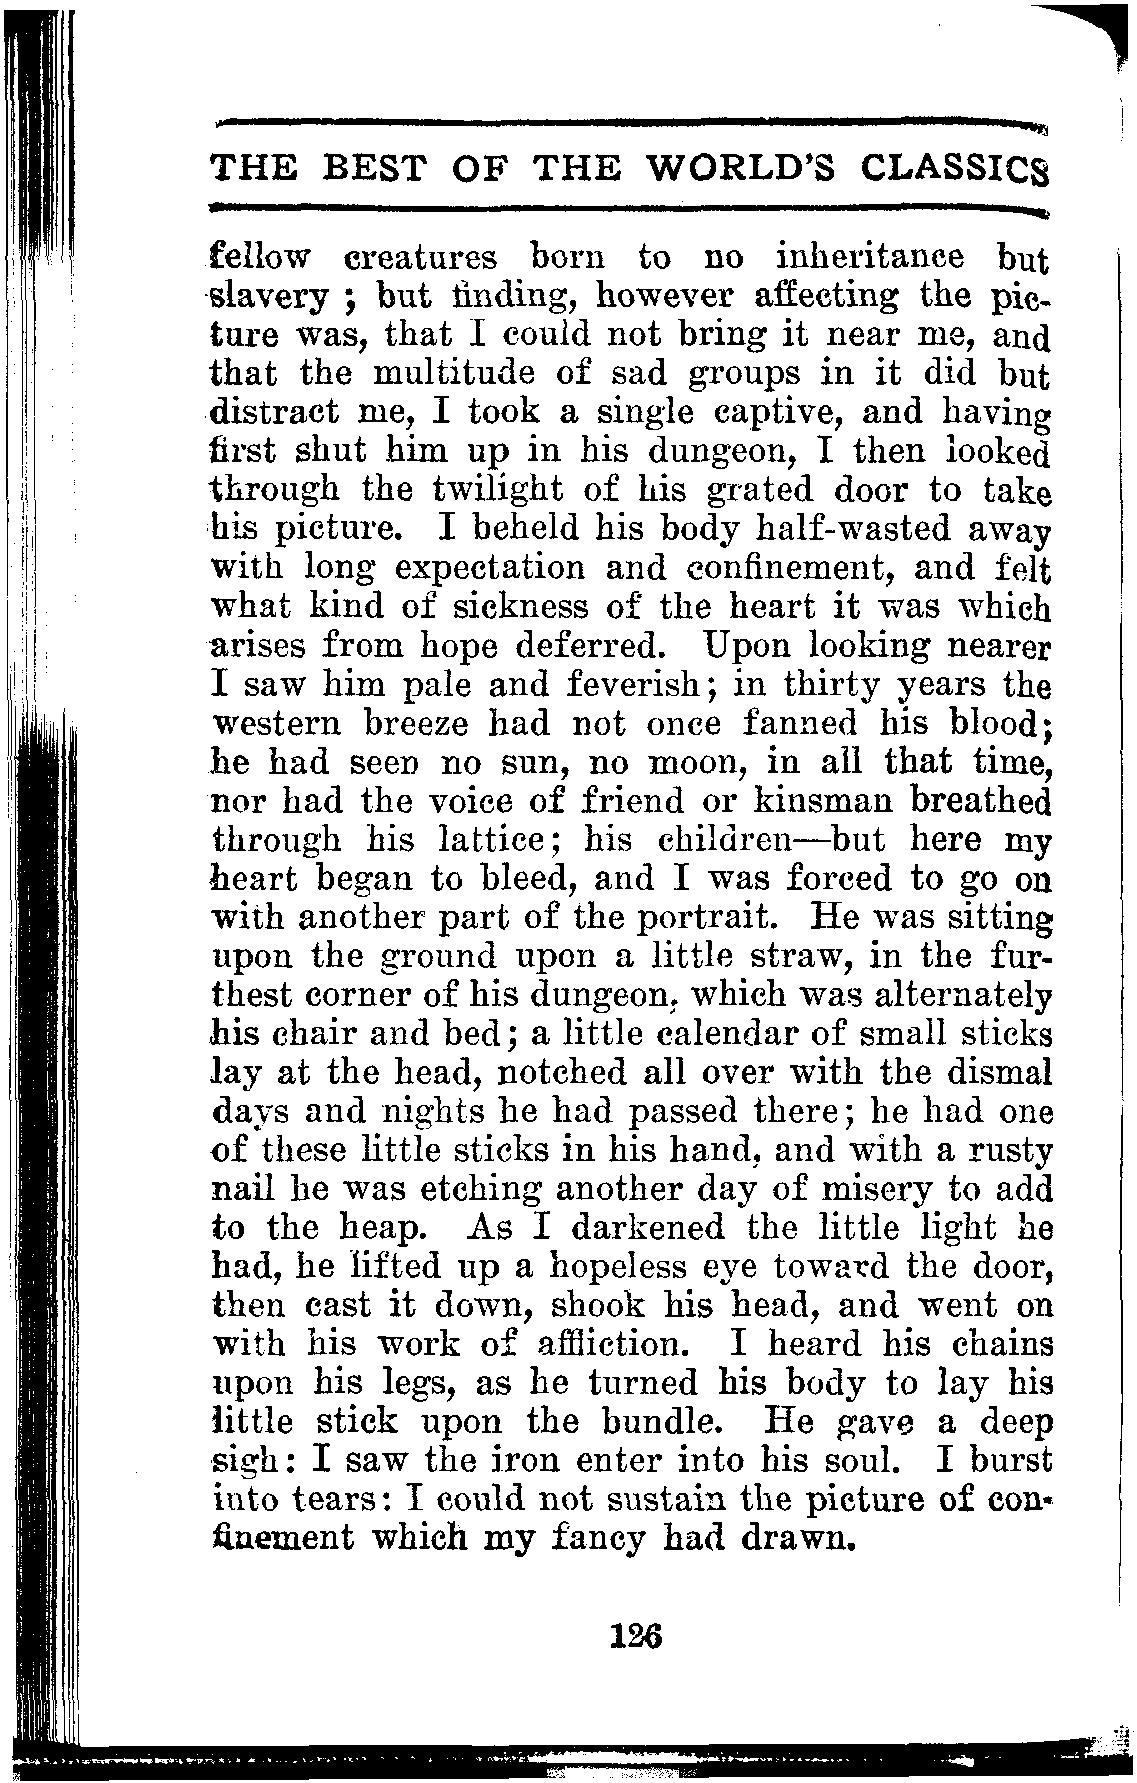 THE BEST OF THE WORLD'S CLASSICS
fellow creatures born to no inheritance but
slavery ; but finding, however affecting the pic-
ture was, that I could not bring it near me, and
that the multitude of sad groups in it did but
distract me, I took a single captive, and having
first shut him up in his dungeon, I then looked
through the twilight of his grated door to take
his picture. I beheld his body half-wasted away
with long expectation and confinement, and felt
what kind of sickness of the heart it was which
arises from hope deferred. Upon looking nearer
I saw him pale and feverish; in thirty years the
western breeze had not once fanned his blood;
he had seen no sun, no moon, in all that time,
nor had the voice of friend or kinsman breathed
through his lattice; his children—but here my
heart began to bleed, and I was forced to go on
with another part of the portrait. He was sitting
upon the ground upon a little straw, in the fur-
thest corner of his dungeon, which was alternately
his chair and bed; a little calendar of small sticks
lay at the head, notched all over with the dismal
days and nights he had passed there; he had one
of these little sticks in his hand, and with a rusty
nail he was etching another day of misery to add
to the heap. As I darkened the little light he
had, he lifted up a hopeless eye toward the door,
then cast it down, shook his head, and went on
with his work of affliction. I heard his chains
upon his legs, as he turned his body to lay his
little stick upon the bundle. He gave a deep
sigh: I saw the iron enter into his soul. I burst
into tears: I could not sustain the picture of con-
finement which my fancy had drawn.
126